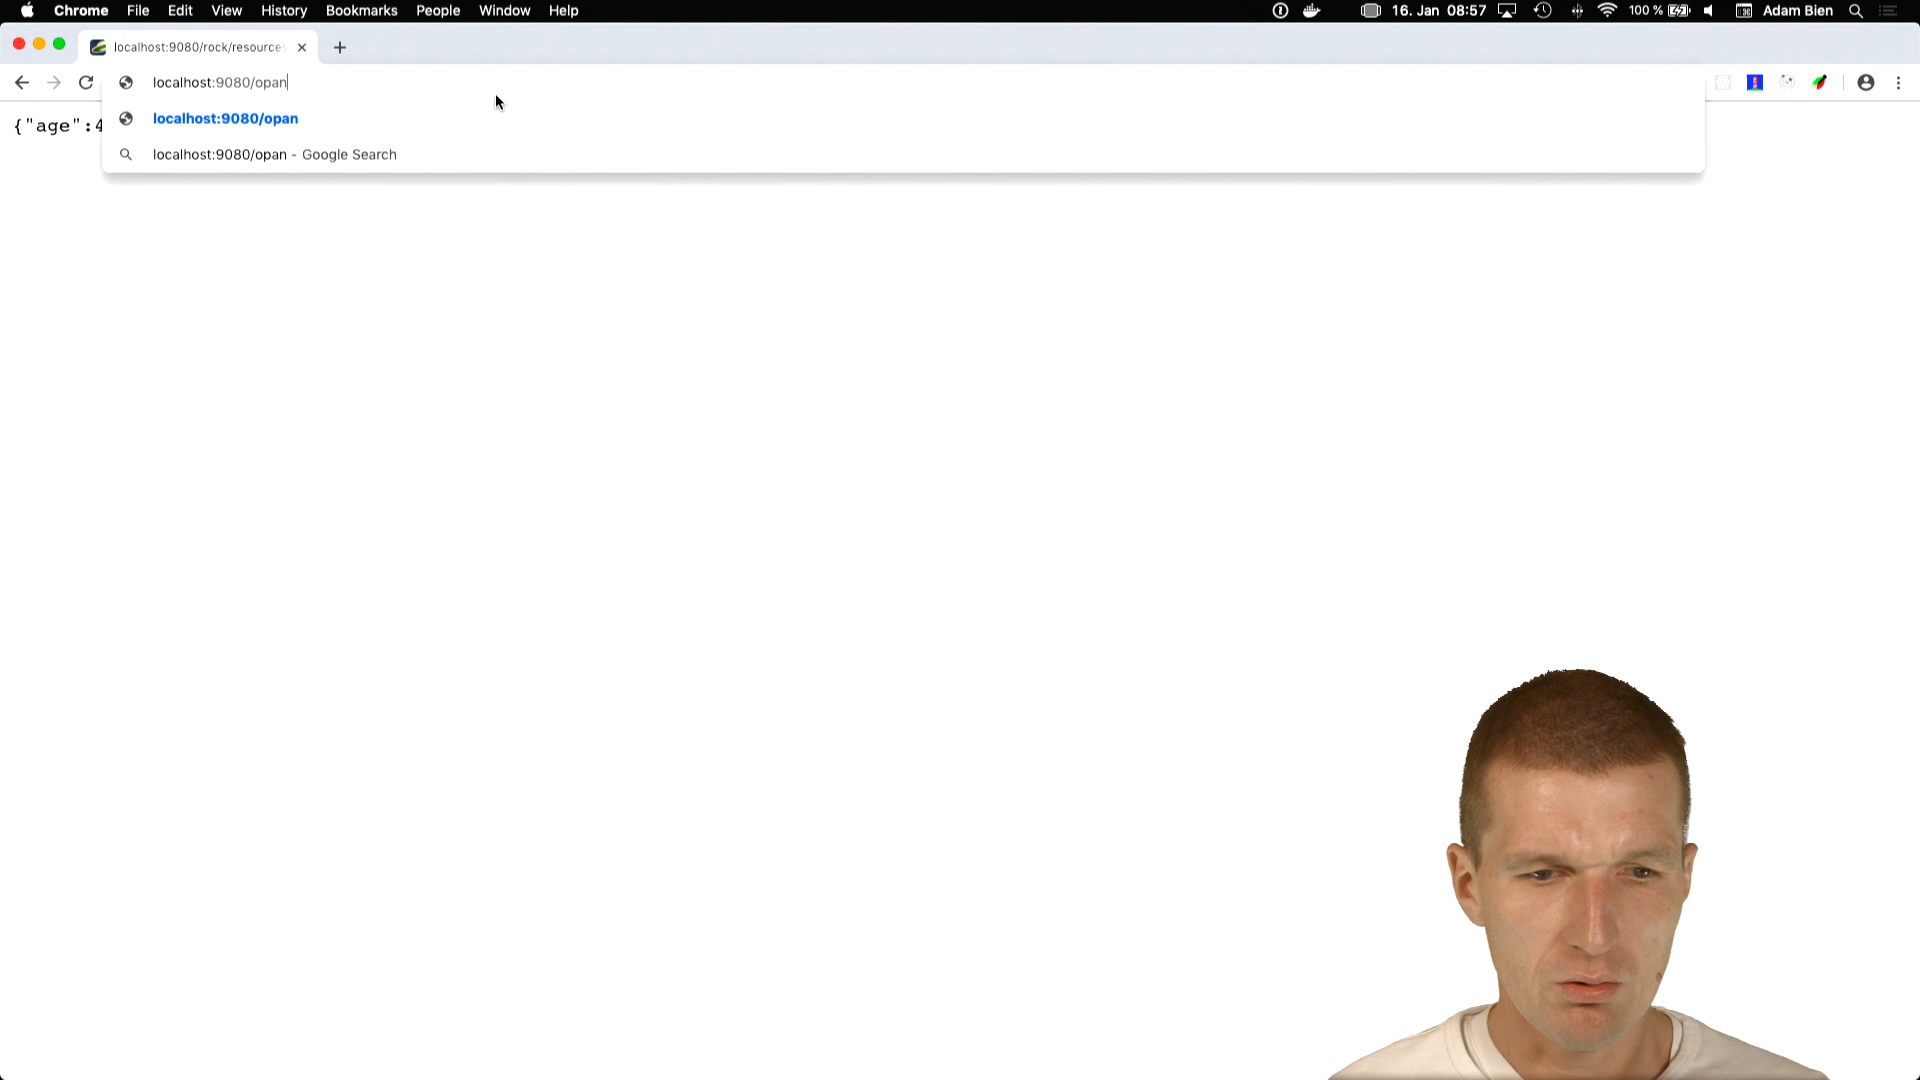 Chrome File Edit View History Bookmarks People Window Help 16. Jan 08:57 100 % Adam Bien
localhost:9080/rock/resource
localhost:9080/opan
{"age":4
localhost:9080/opan
localhost:9080/opan - Google Search